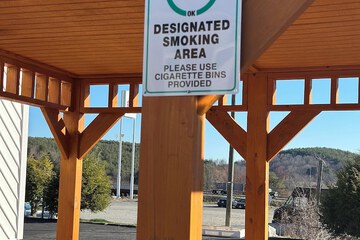 OK
DESIGNATED
SMOKING
AREA
PLEASE USE
CIGARETTE BINS
PROVIDED